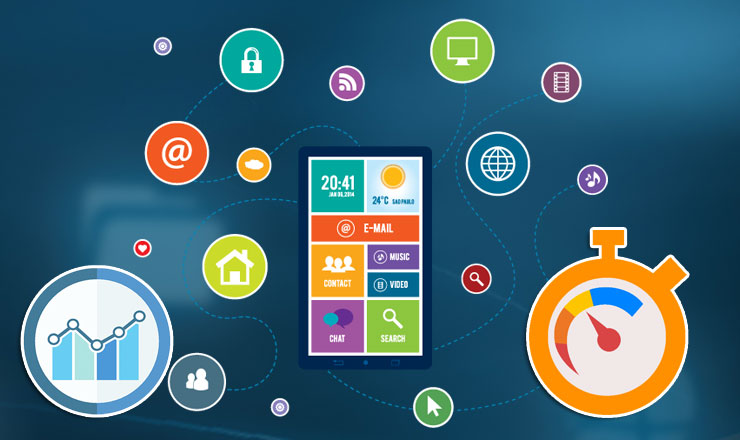 20:41
JAN 09, 2014
24°C SAO PAULO
@ E-MAIL
CONTACT
MUSIC
VIDEO
CHAT
SEARCH
@